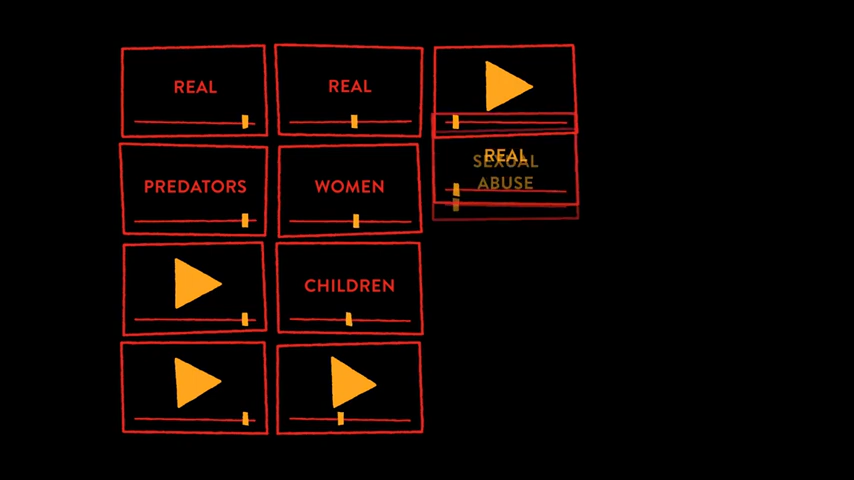 REAL
PREDATORS
REAL
WOMEN
CHILDREN
REAL
SEXUAL
ABUSE